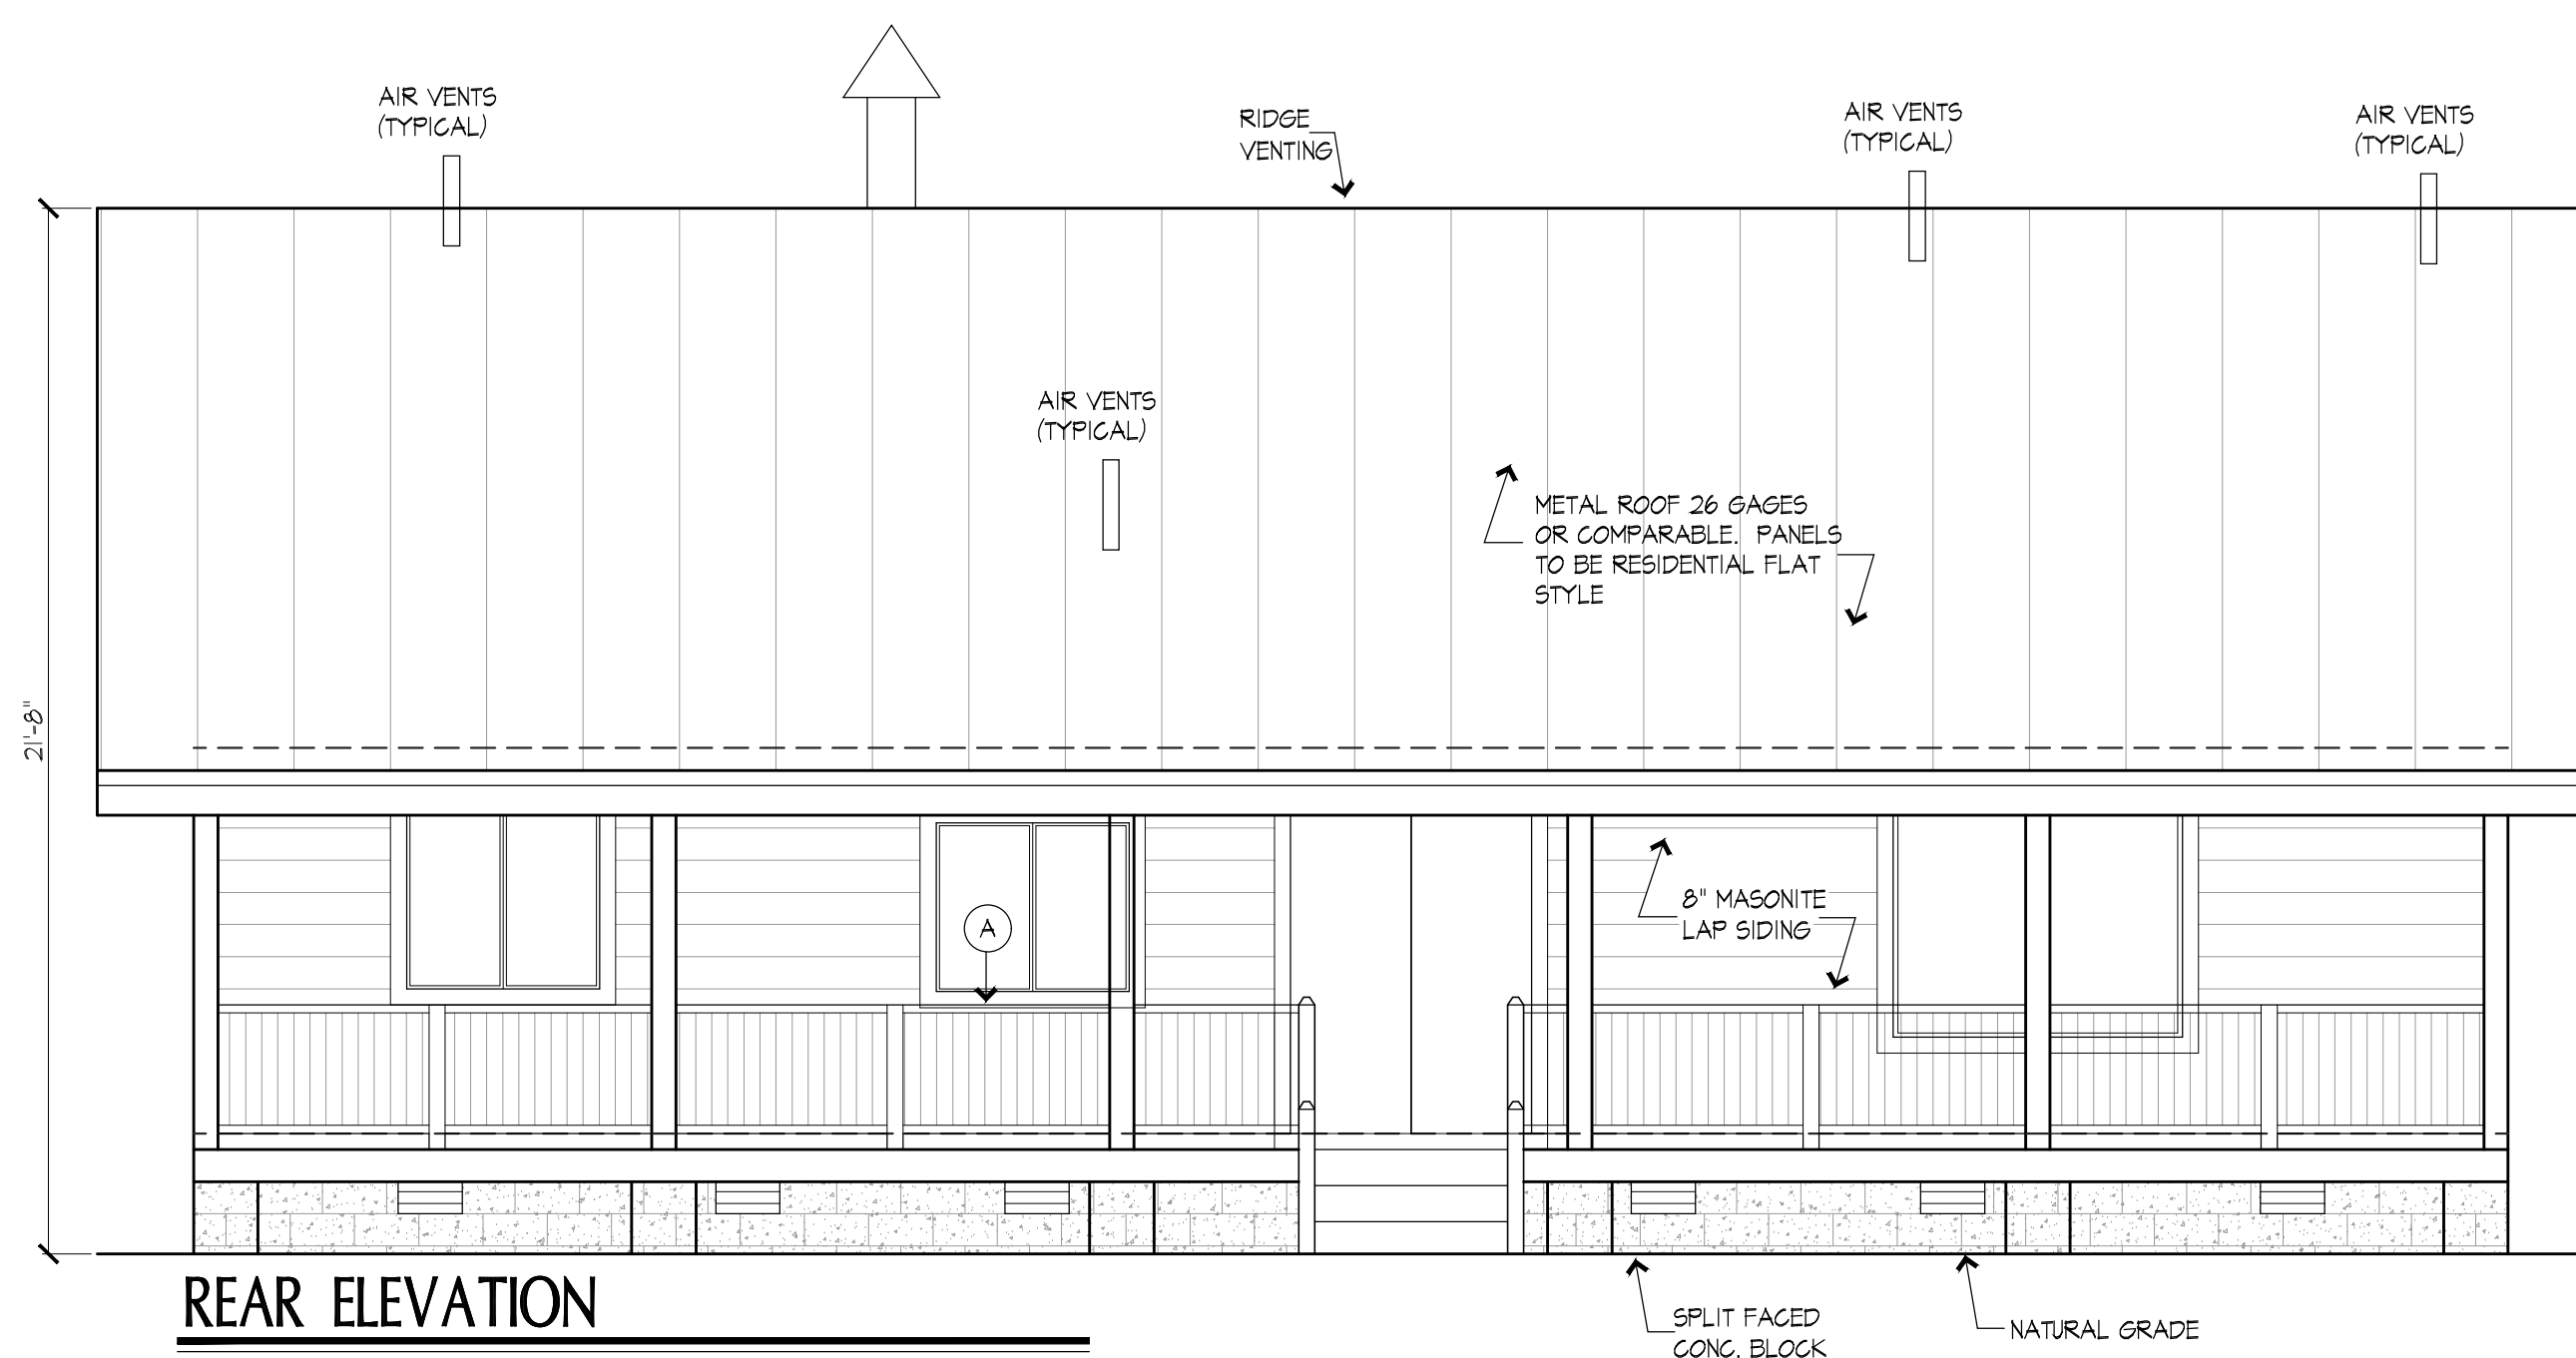 AIR VENTS
(TYPICAL)
RIDGE
VENTING
AIR VENTS
(TYPICAL)
AIR VENTS
(TYPICAL)
AIR VENTS
(TYPICAL)
METAL ROOF 26 GAGES
OR COMPARABLE. PANELS
TO BE RESIDENTIAL FLAT
STYLE
21'-8"
8" MASONITE
LAP SIDING
A
REAR ELEVATION
SPLIT FACED
CONC. BLOCK
NATURAL GRADE